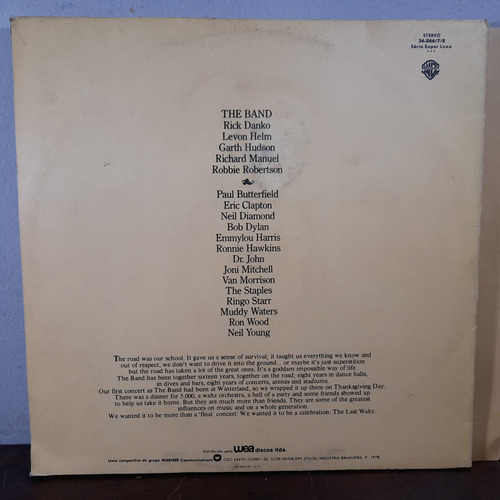 STEREO
26.066/7/8
Série Super Luxo
THE BAND
Rick Danko
Levon Helm
Garth Hudson
Richard Manuel
Robbie Robertson
Paul Butterfield
Eric Clapton
Neil Diamond
Bob Dylan
Emmylou Harris
Ronnie Hawkins
Dr. John
Joni Mitchell
Van Morrison
The Staples
Ringo Starr
Muddy Waters
Ron Wood
Neil Young
The road was our school. It gave us a sense of survival; it taught us everything we know and
out of respect, we don't want to drive it into the ground... or maybe it's just superstition
but the road has taken a lot of the great ones. It's a goddam impossible way of life.
The Band has been together sixteen years, together on the road; eight years in dance halls,
in dives and bars, eight years of concerts, arenas and stadiums.
Our first concert as The Band had been at Winterland, so we wrapped it up there on Thanksgiving Day.
There was a dinner for 5,000, a waltz orchestra, a hell of a party and some friends showed up
to help us take it home. But they are much more than friends. They are some of the greatest
influences on music and on a whole generation.
We wanted it to be more than a 'final concert'! We wanted it to be a celebration: The Last Waltz.
distribuído pela wea discos ltda.
Uma companhia do grupo WARNER Communications INDÚSTRIA BRASILEIRA, ℗ 1978